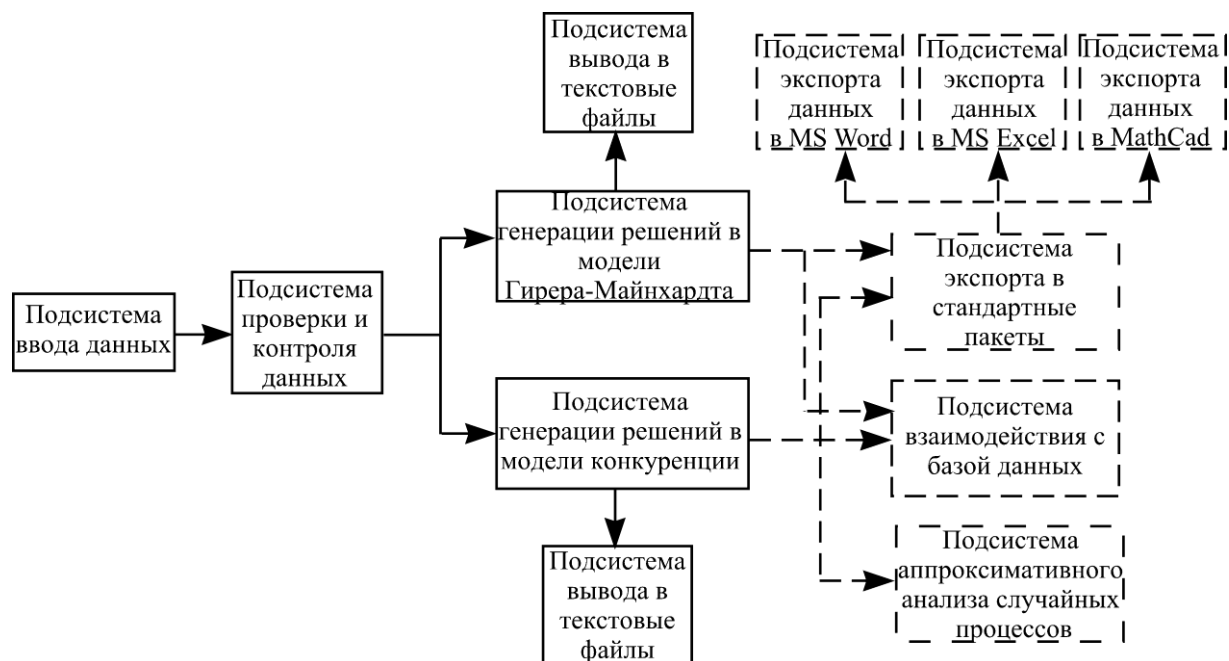 Подсистема
вывода в
текстовые
файлы
Подсистема
экспорта
данных
в MS Word
Подсистема
экспорта
данных
в MS Excel
Подсистема
экспорта
данных
в MathCad
Подсистема
генерации решений в
модели
Гирера-Майнхардта
Подсистема
экспорта в
стандартные
пакеты
Подсистема
ввода данных
Подсистема
проверки и
контроля
данных
Подсистема
генерации решений в
модели конкуренции
Подсистема
взаимодействия с
базой данных
Подсистема
вывода в
текстовые
файлы
Подсистема
аппроксимативного
анализа случайных
процессов